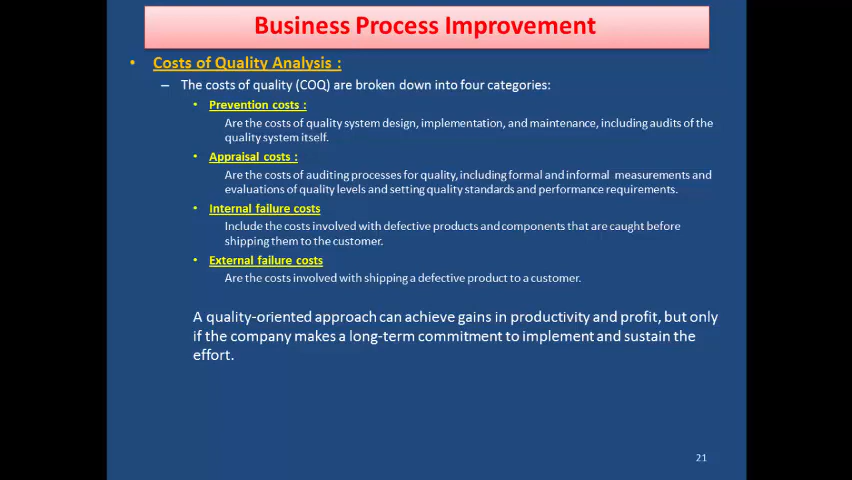 Business Process Improvement
• Costs of Quality Analysis :
– The costs of quality (COQ) are broken down into four categories:
• Prevention costs :
Are the costs of quality system design, implementation, and maintenance, including audits of the
quality system itself.
• Appraisal costs :
Are the costs of auditing processes for quality, including formal and informal measurements and
evaluations of quality levels and setting quality standards and performance requirements.
• Internal failure costs
Include the costs involved with defective products and components that are caught before
shipping them to the customer.
• External failure costs
Are the costs involved with shipping a defective product to a customer.
A quality-oriented approach can achieve gains in productivity and profit, but only
if the company makes a long-term commitment to implement and sustain the
effort.
21